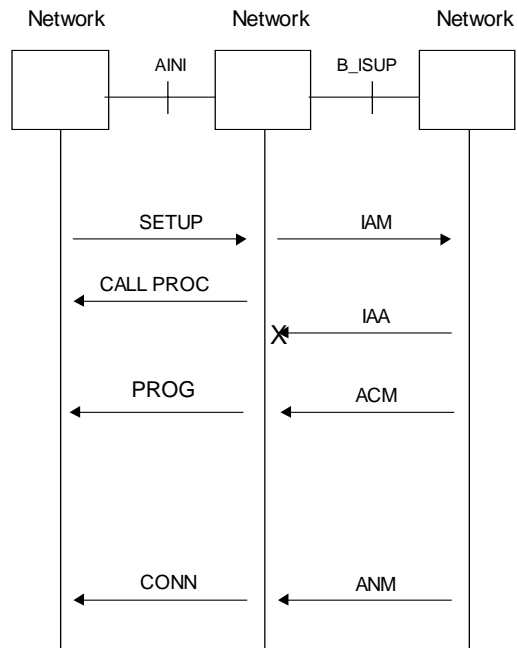 Network Network Network
AINI B_ISUP
SETUP IAM
CALL PROC
X IAA
PROG ACM
CONN ANM